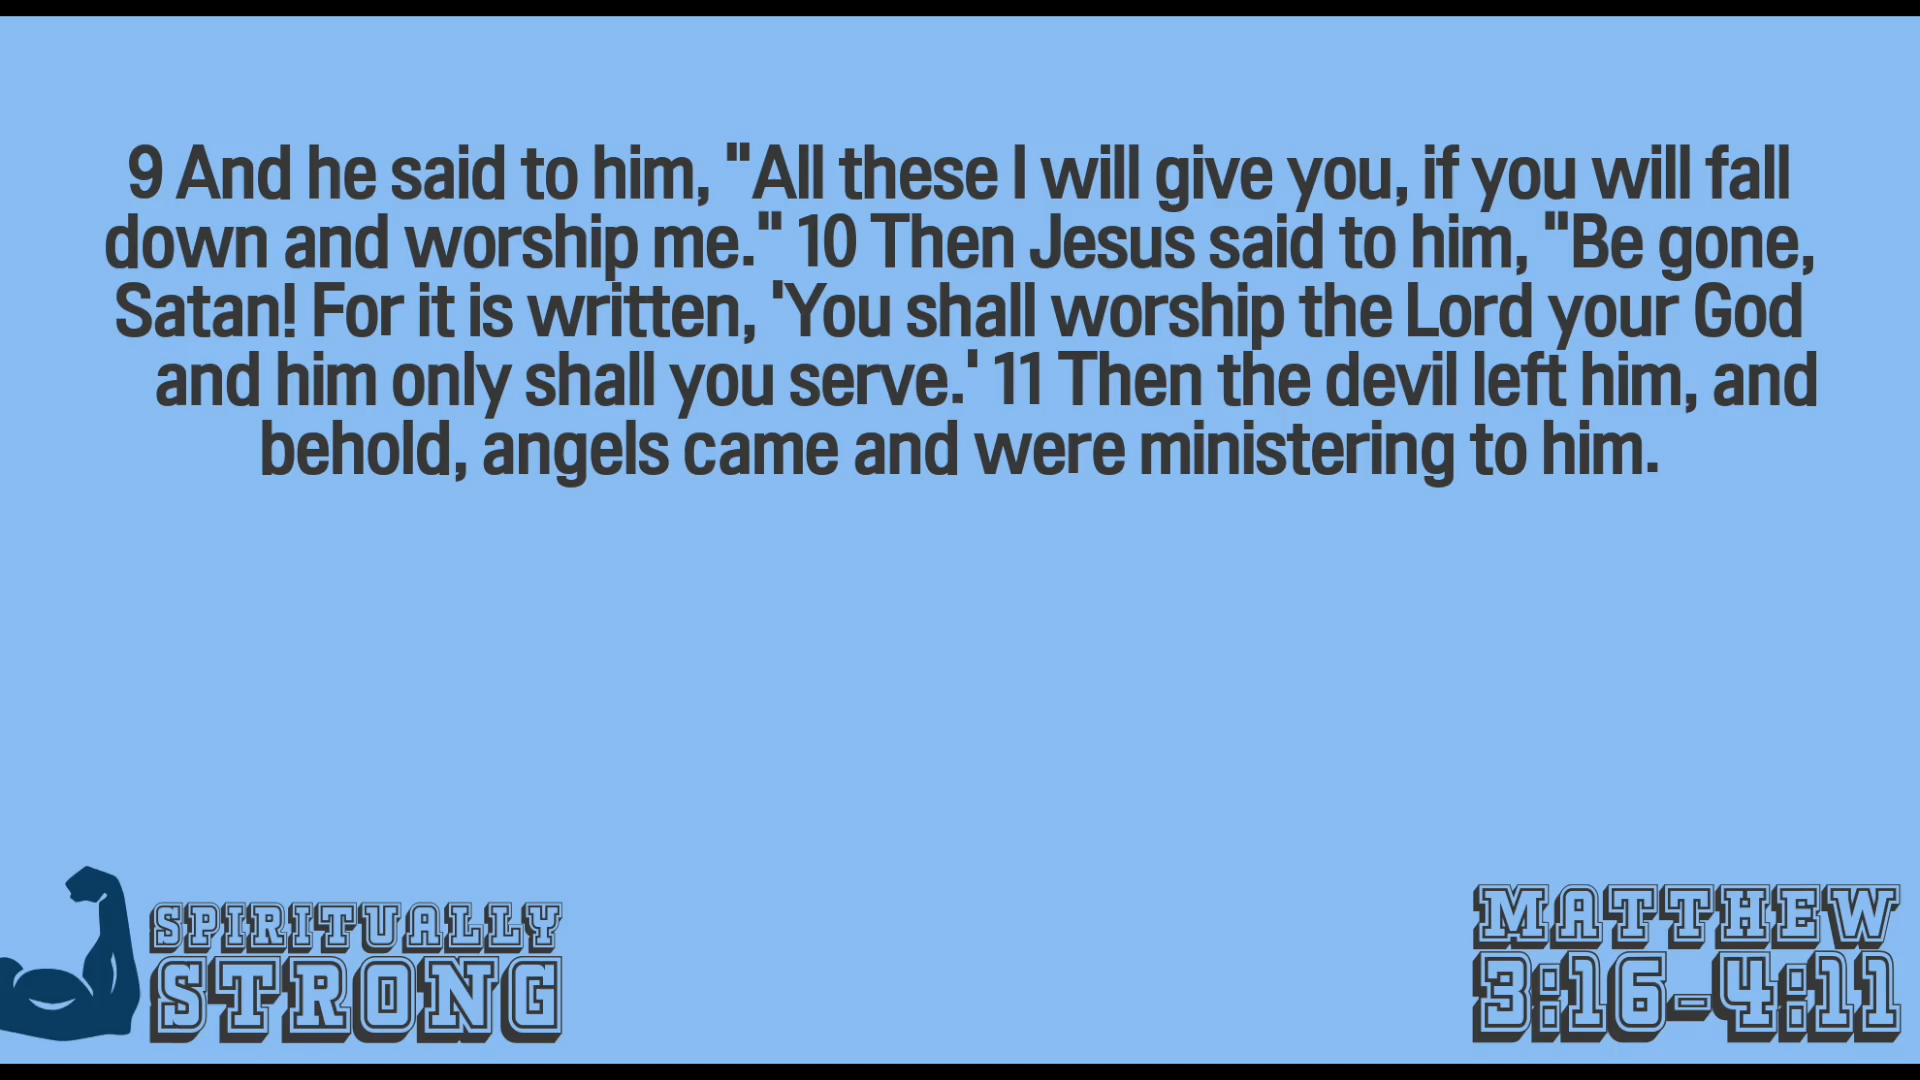 9 And he said to him, "All these I will give you, if you will fall
down and worship me." 10 Then Jesus said to him, "Be gone,
Satan! For it is written, 'You shall worship the Lord your God
and him only shall you serve.' 11 Then the devil left him, and
behold, angels came and were ministering to him.
SPIRITUALLY
STRONG
MATTHEW
3:16-4:11